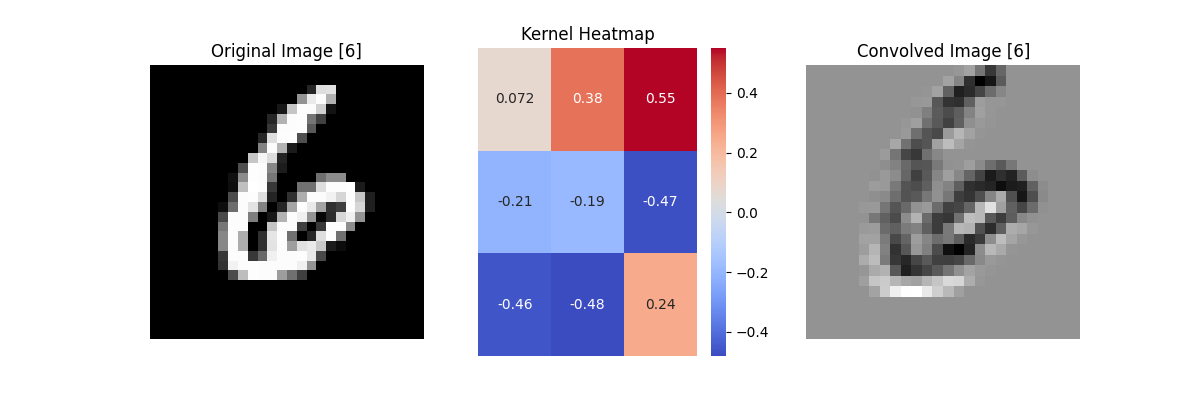 Original Image [6]
Kernel Heatmap
Convolved Image [6]
0.072 0.38 0.55
-0.21 -0.19 -0.47
-0.46 -0.48 0.24
0.4
0.2
0.0
−0.2
−0.4
6